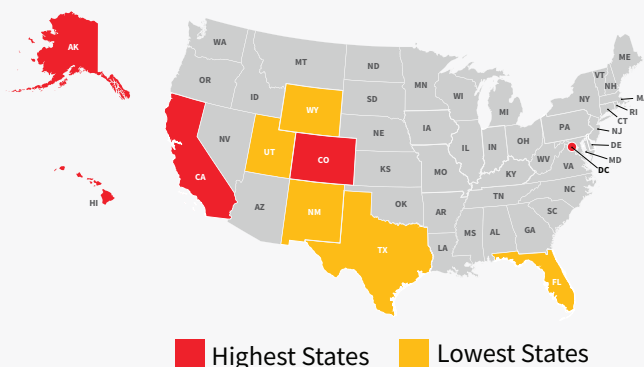 AK
WA
MT
ND
MN
WI
MI
ME
VT
NH
NY
RI
CT
NJ
DE
MD
DC
OR
ID
WY
SD
IA
IL
IN
OH
PA
NV
UT
CO
NE
KS
MO
KY
WV
VA
CA
AZ
NM
OK
AR
TN
NC
SC
TX
LA
MS
AL
GA
FL
HI
Highest States
Lowest States